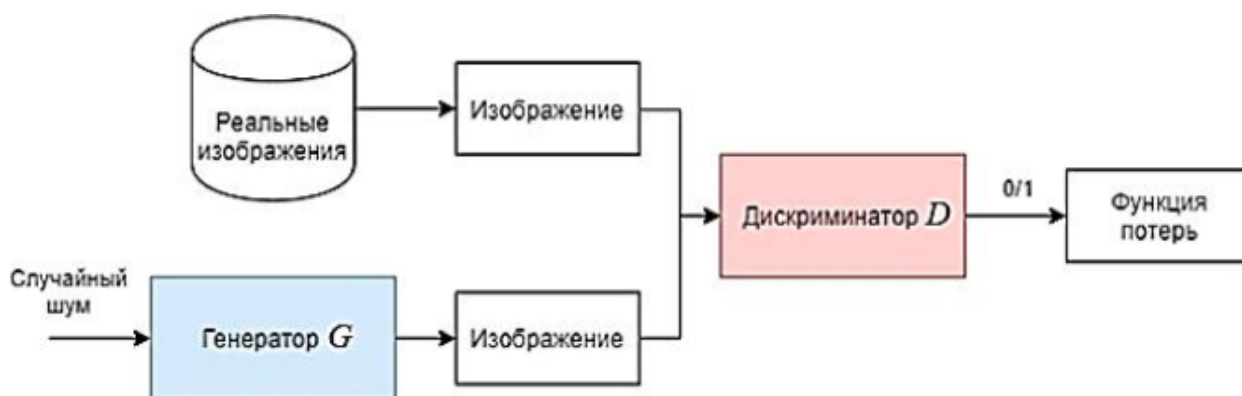 Реальные
изображения
Изображение
Дискриминатор D
0/1
Функция
потерь
Случайный
шум
Генератор G
Изображение